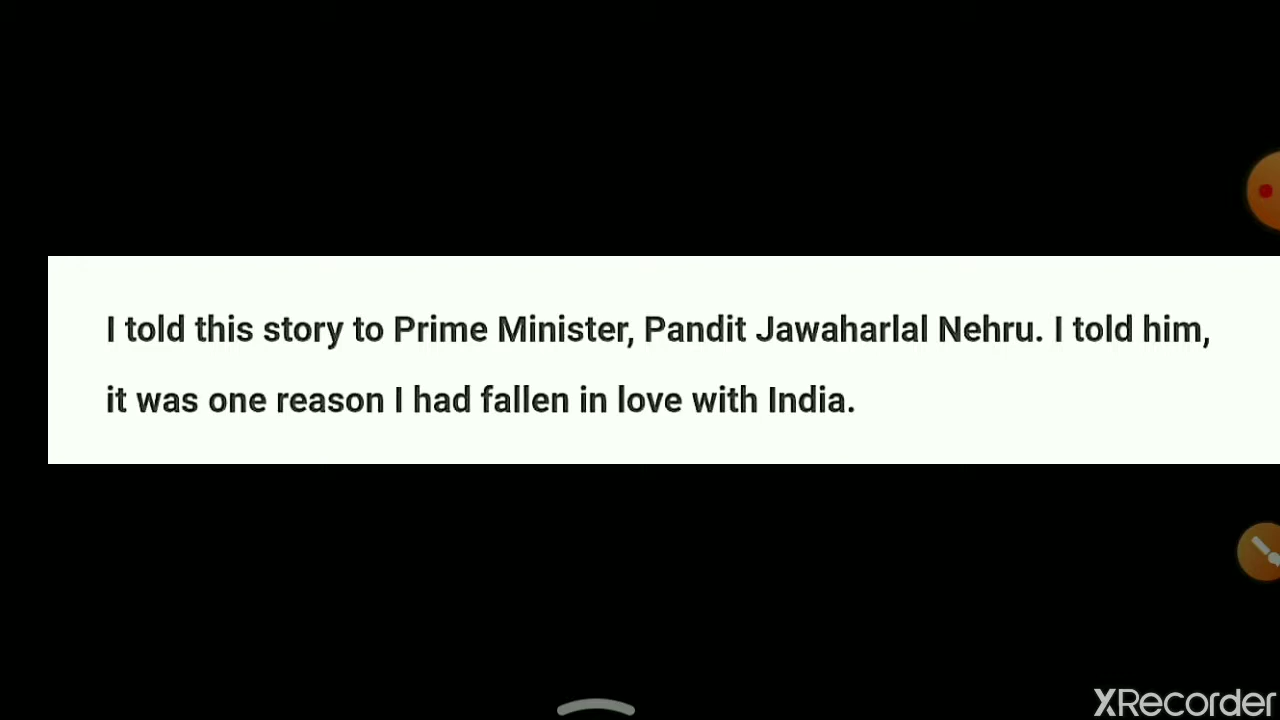 I told this story to Prime Minister, Pandit Jawaharlal Nehru. I told him,
it was one reason I had fallen in love with India.
XRecorder